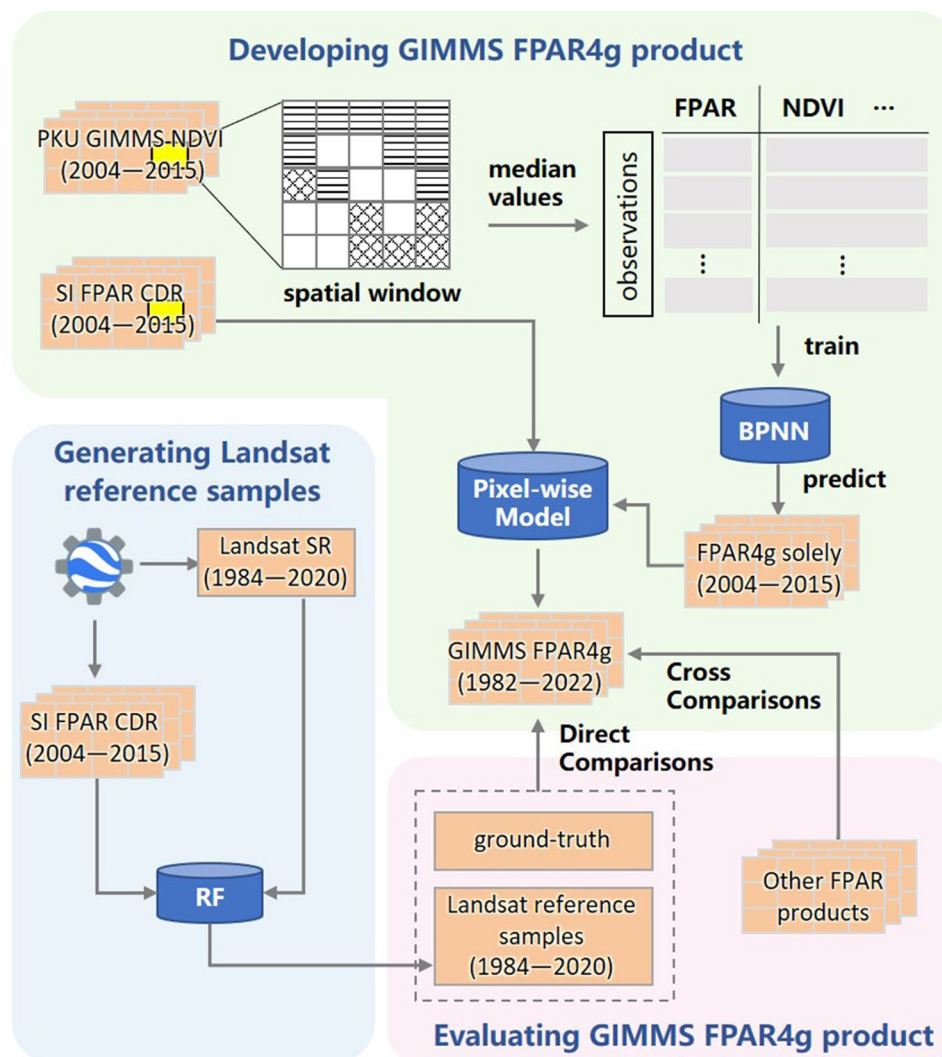 Developing GIMMS FPAR4g product
PKU GIMMS-NDVI
(2004—2015)
SI FPAR CDR
(2004—2015)
spatial window
median
values
FPAR NDVI ...
observations
...
...
train
BPNN
predict
FPAR4g solely
(2004—2015)
Pixel-wise
Model
GIMMS FPAR4g
(1982—2022)
Cross
Comparisons
Direct
Comparisons
Generating Landsat
reference samples
Landsat SR
(1984—2020)
SI FPAR CDR
(2004—2015)
RF
ground-truth
Landsat reference
samples
(1984—2020)
Other FPAR
products
Evaluating GIMMS FPAR4g product